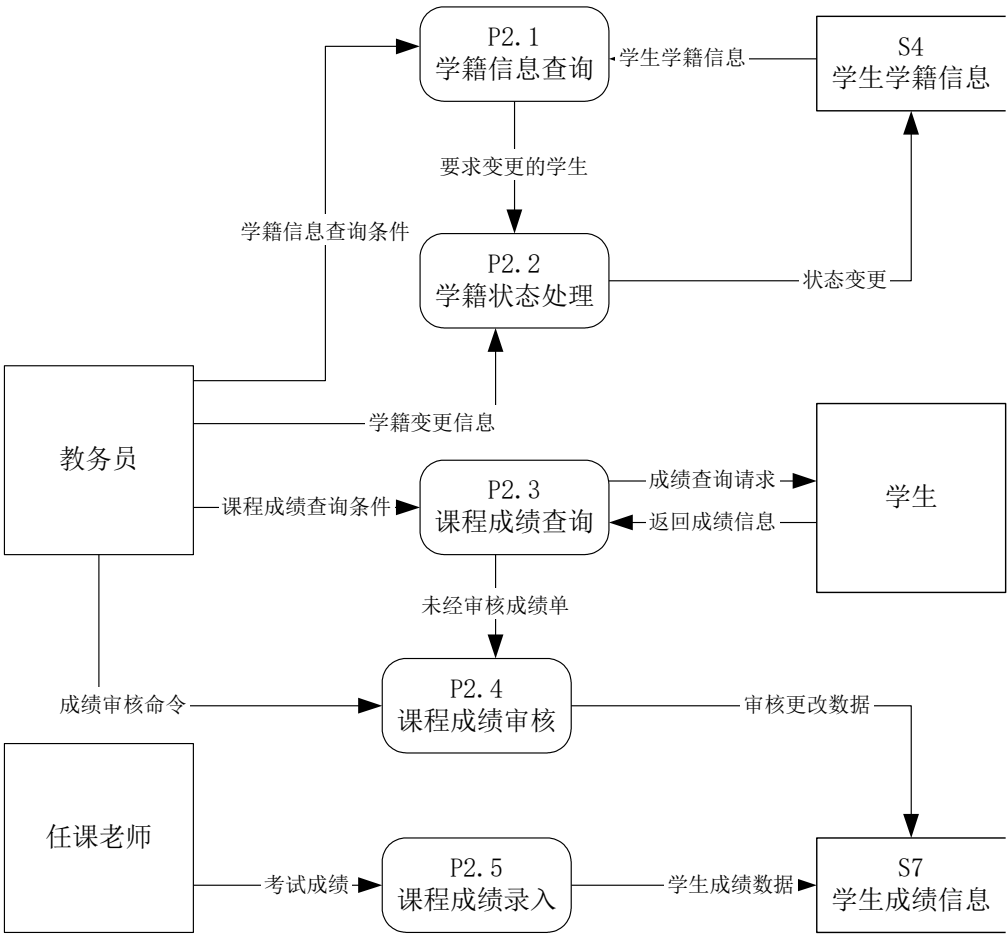 P2.1
学籍信息查询
学生学籍信息
S4
学生学籍信息
要求变更的学生
学籍信息查询条件
P2.2
学籍状态处理
状态变更
教务员
学籍变更信息
课程成绩查询条件
P2.3
课程成绩查询
成绩查询请求
返回成绩信息
学生
未经审核成绩单
成绩审核命令
P2.4
课程成绩审核
审核更改数据
任课老师
考试成绩
P2.5
课程成绩录入
学生成绩数据
S7
学生成绩信息